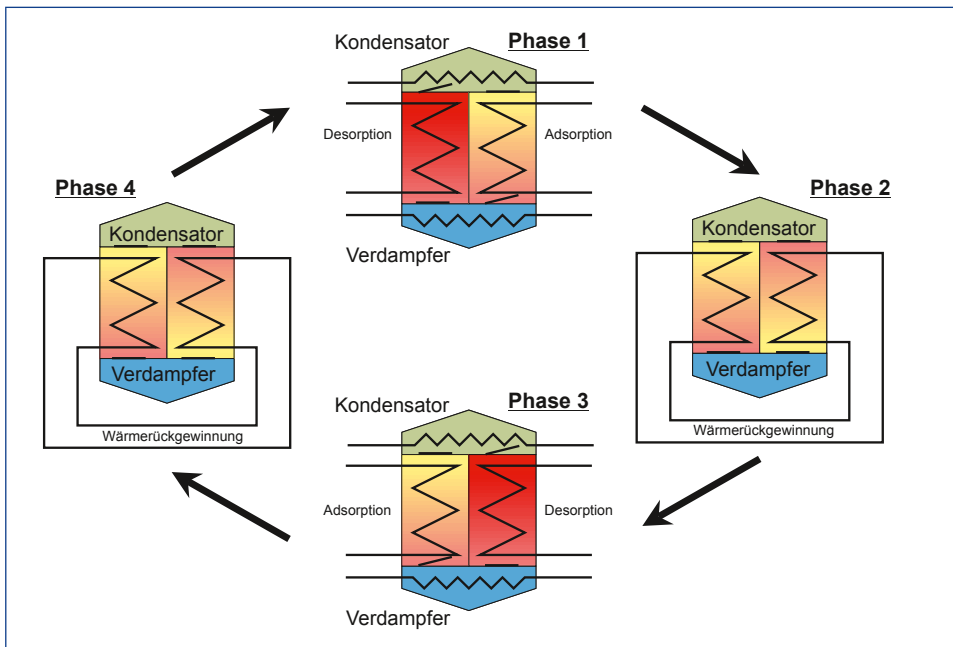 Kondensator
Phase 1
Desorption
Adsorption
Verdampfer
Phase 4
Kondensator
Verdampfer
Wärmerückgewinnung
Phase 2
Kondensator
Verdampfer
Wärmerückgewinnung
Kondensator
Phase 3
Adsorption
Desorption
Verdampfer